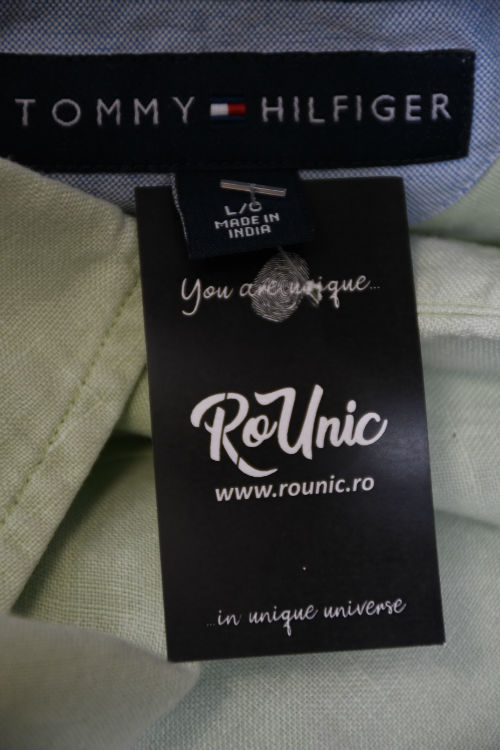 TOMMY HILFIGER
L/G
MADE IN
INDIA
You are unique...
RoUnic
www.rounic.ro
...in unique universe